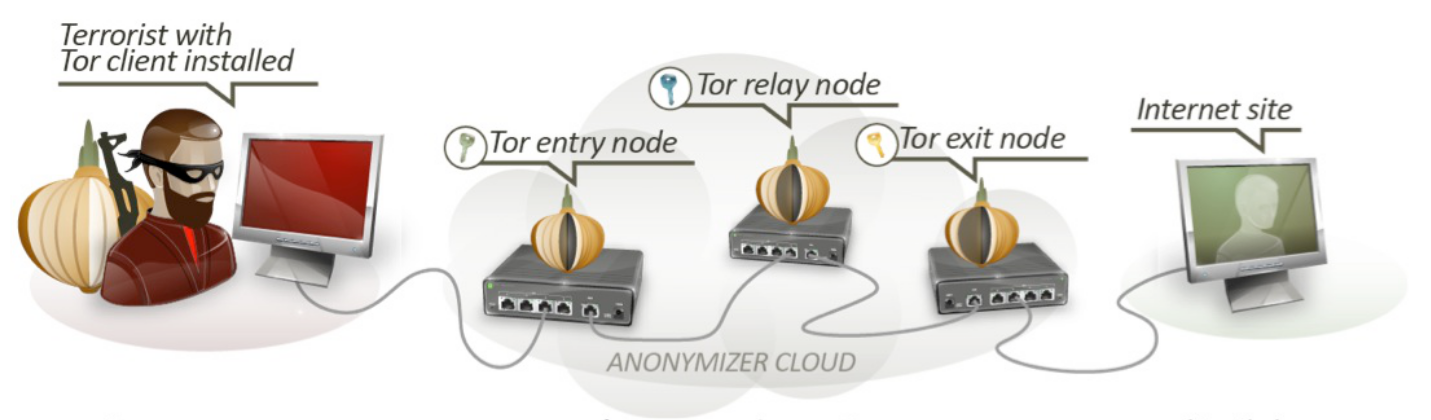 Terrorist with
Tor client installed
Tor entry node
Tor relay node
Tor exit node
Internet site
ANONYMIZER CLOUD